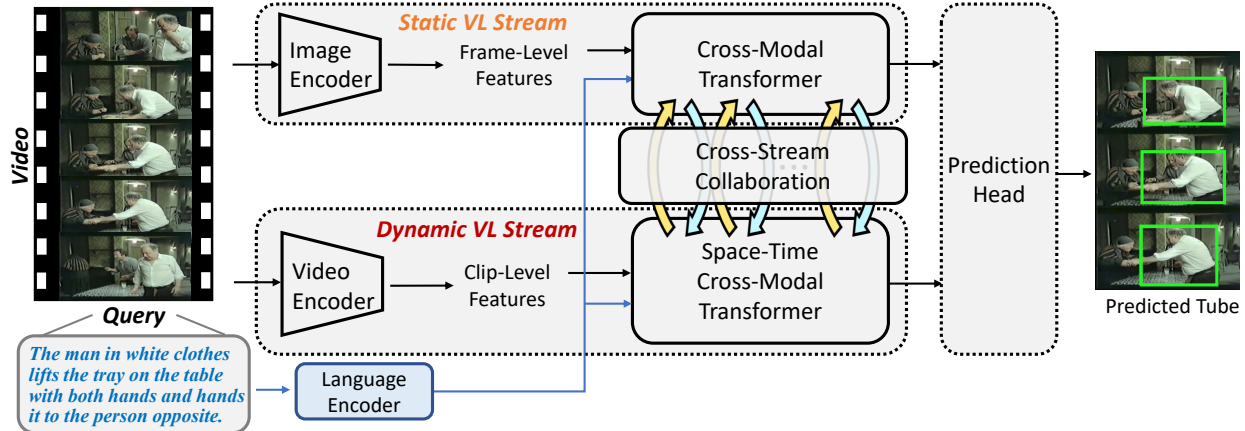 Video
Static VL Stream
Image
Encoder
Frame-Level
Features
Cross-Modal
Transformer
Cross-Stream
Collaboration
Prediction
Head
Predicted Tube
Dynamic VL Stream
Video
Encoder
Clip-Level
Features
Space-Time
Cross-Modal
Transformer
Query
The man in white clothes
lifts the tray on the table
with both hands and hands
it to the person opposite.
Language
Encoder